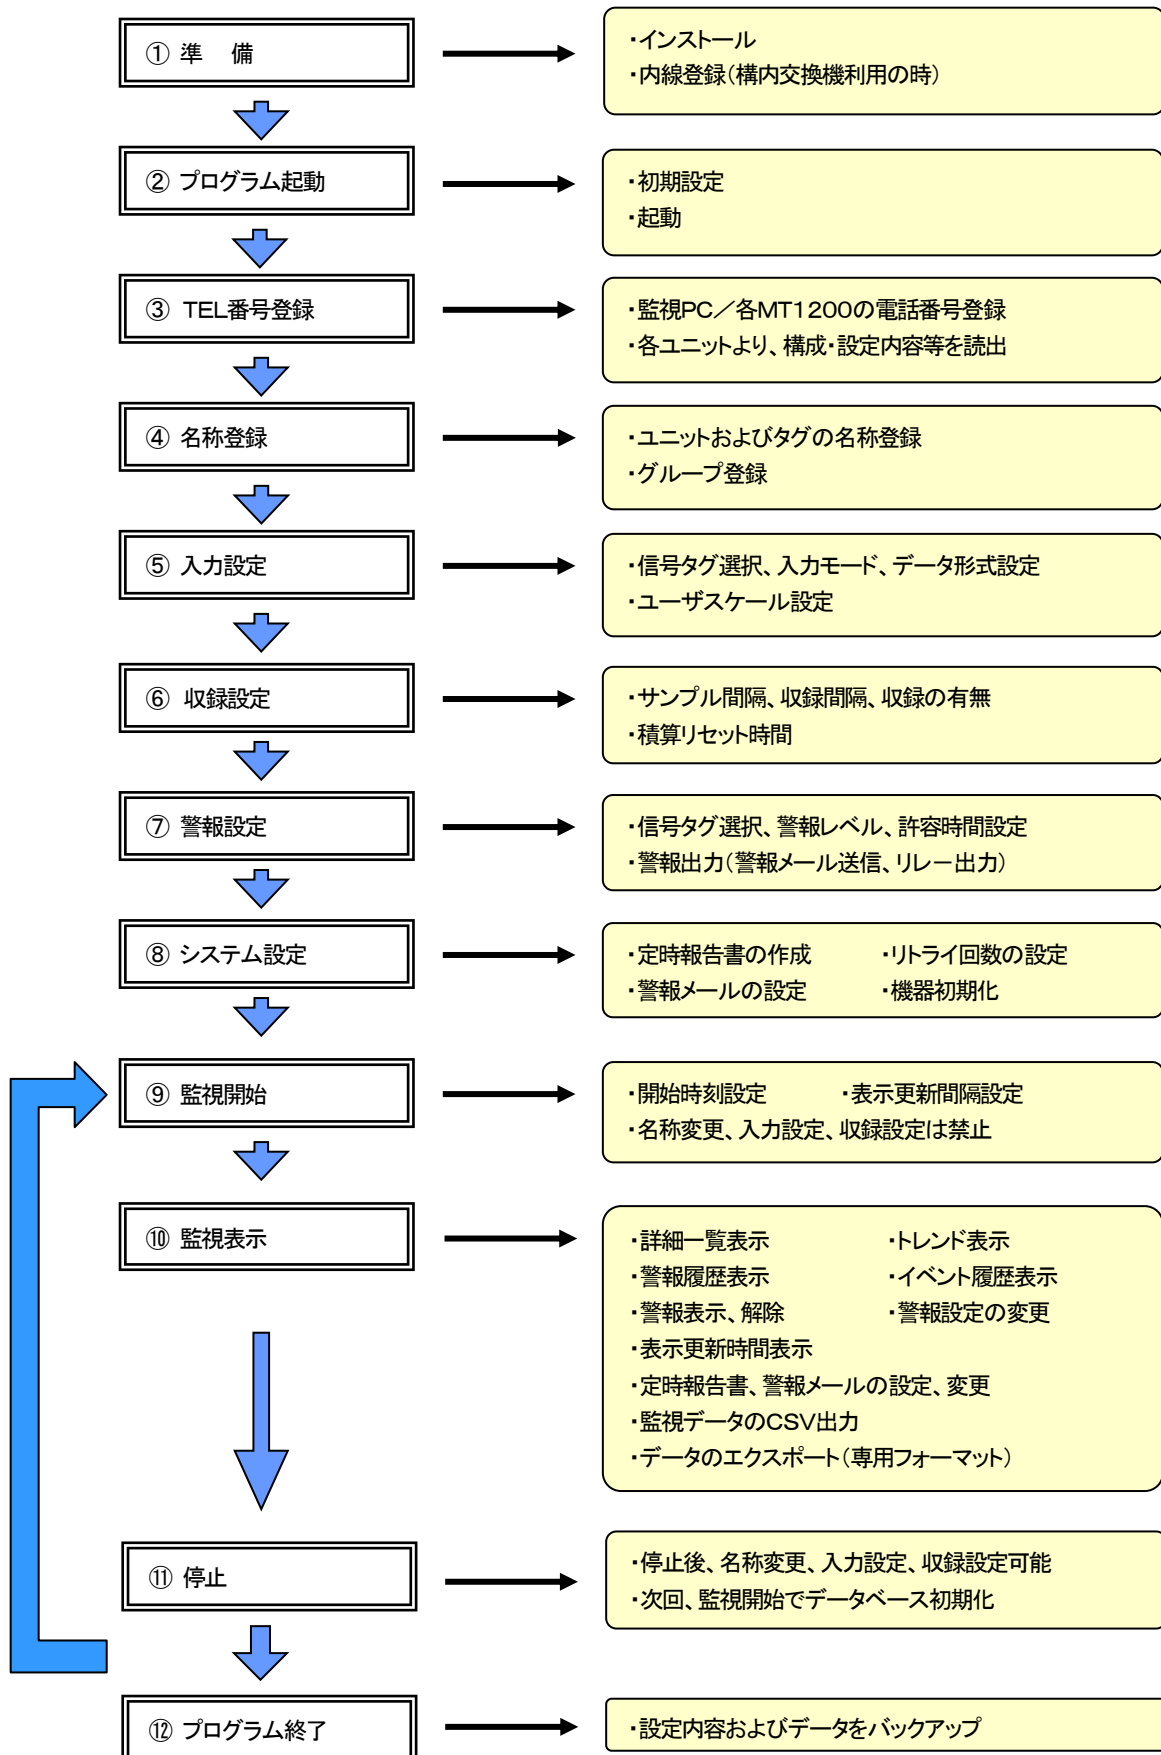 ① 準　備
・インストール
・内線登録（構内交換機利用の時）
② プログラム起動
・初期設定
・起動
③ TEL番号登録
・監視PC／各MT1200の電話番号登録
・各ユニットより、構成・設定内容等を読出
④ 名称登録
・ユニットおよびタグの名称登録
・グループ登録
⑤ 入力設定
・信号タグ選択、入力モード、データ形式設定
・ユーザスケール設定
⑥ 収録設定
・サンプル間隔、収録間隔、収録の有無
・積算リセット時間
⑦ 警報設定
・信号タグ選択、警報レベル、許容時間設定
・警報出力（警報メール送信、リレー出力）
⑧ システム設定
・定時報告書の作成　・リトライ回数の設定
・警報メールの設定　・機器初期化
⑨ 監視開始
・開始時刻設定　・表示更新間隔設定
・名称変更、入力設定、収録設定は禁止
⑩ 監視表示
・詳細一覧表示　・トレンド表示
・警報履歴表示　・イベント履歴表示
・警報表示、解除　・警報設定の変更
・表示更新時間表示
・定時報告書、警報メールの設定、変更
・監視データのCSV出力
・データのエクスポート（専用フォーマット）
⑪ 停止
・停止後、名称変更、入力設定、収録設定可能
・次回、監視開始でデータベース初期化
⑫ プログラム終了
・設定内容およびデータをバックアップ